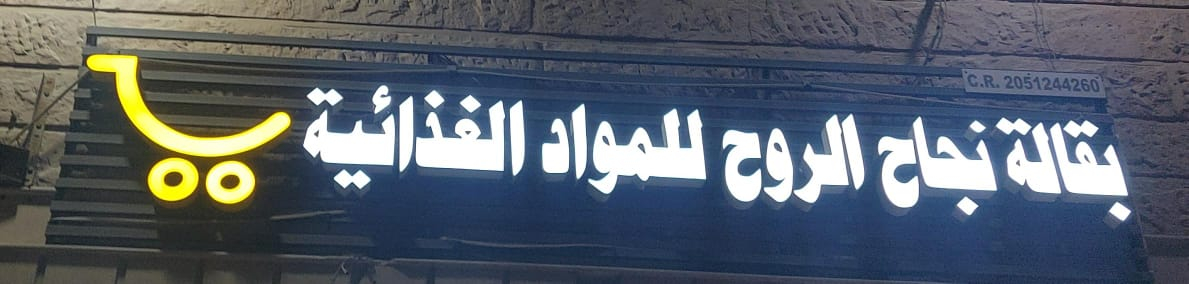 C.R. 2051244260
بقالة نجاح الروح للمواد الغذائية